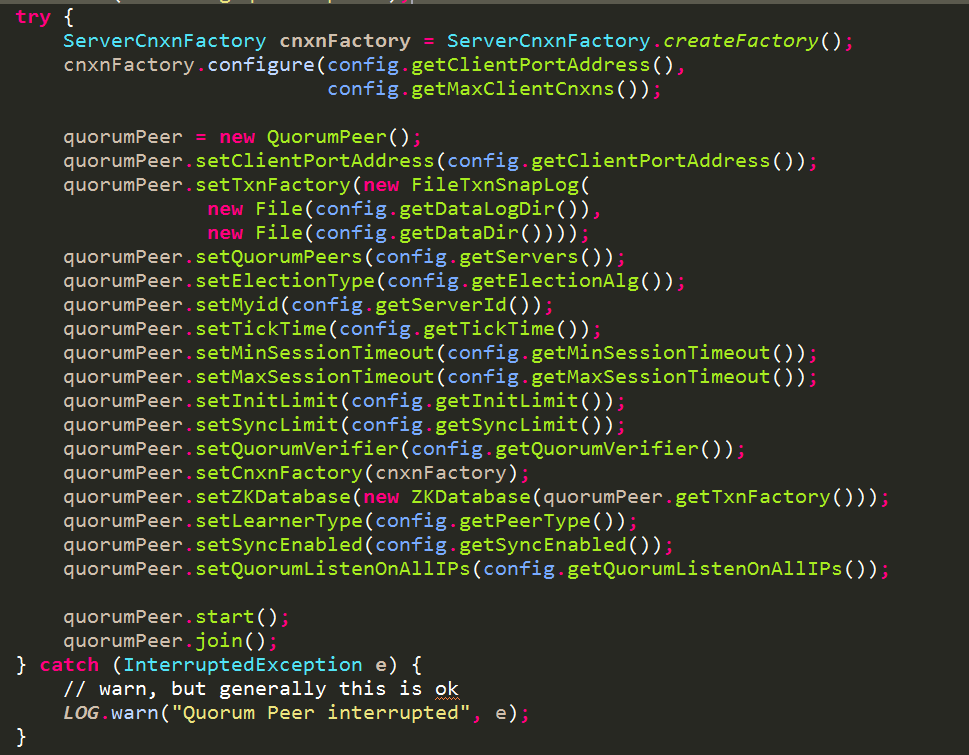 try {
    ServerCnxnFactory cnxnFactory = ServerCnxnFactory.createFactory();
    cnxnFactory.configure(config.getClientPortAddress(),
                          config.getMaxClientCnxns());
    quorumPeer = new QuorumPeer();
    quorumPeer.setClientPortAddress(config.getClientPortAddress());
    quorumPeer.setTxnFactory(new FileTxnSnapLog(
                new File(config.getDataLogDir()),
                new File(config.getDataDir())));
    quorumPeer.setQuorumPeers(config.getServers());
    quorumPeer.setElectionType(config.getElectionAlg());
    quorumPeer.setMyid(config.getServerId());
    quorumPeer.setTickTime(config.getTickTime());
    quorumPeer.setMinSessionTimeout(config.getMinSessionTimeout());
    quorumPeer.setMaxSessionTimeout(config.getMaxSessionTimeout());
    quorumPeer.setInitLimit(config.getInitLimit());
    quorumPeer.setSyncLimit(config.getSyncLimit());
    quorumPeer.setQuorumVerifier(config.getQuorumVerifier());
    quorumPeer.setCnxnFactory(cnxnFactory);
    quorumPeer.setZKDatabase(new ZKDatabase(quorumPeer.getTxnFactory()));
    quorumPeer.setLearnerType(config.getPeerType());
    quorumPeer.setSyncEnabled(config.getSyncEnabled());
    quorumPeer.setQuorumListenOnAllIPs(config.getQuorumListenOnAllIPs());
    quorumPeer.start();
    quorumPeer.join();
} catch (InterruptedException e) {
    // warn, but generally this is ok
    LOG.warn("Quorum Peer interrupted", e);
}